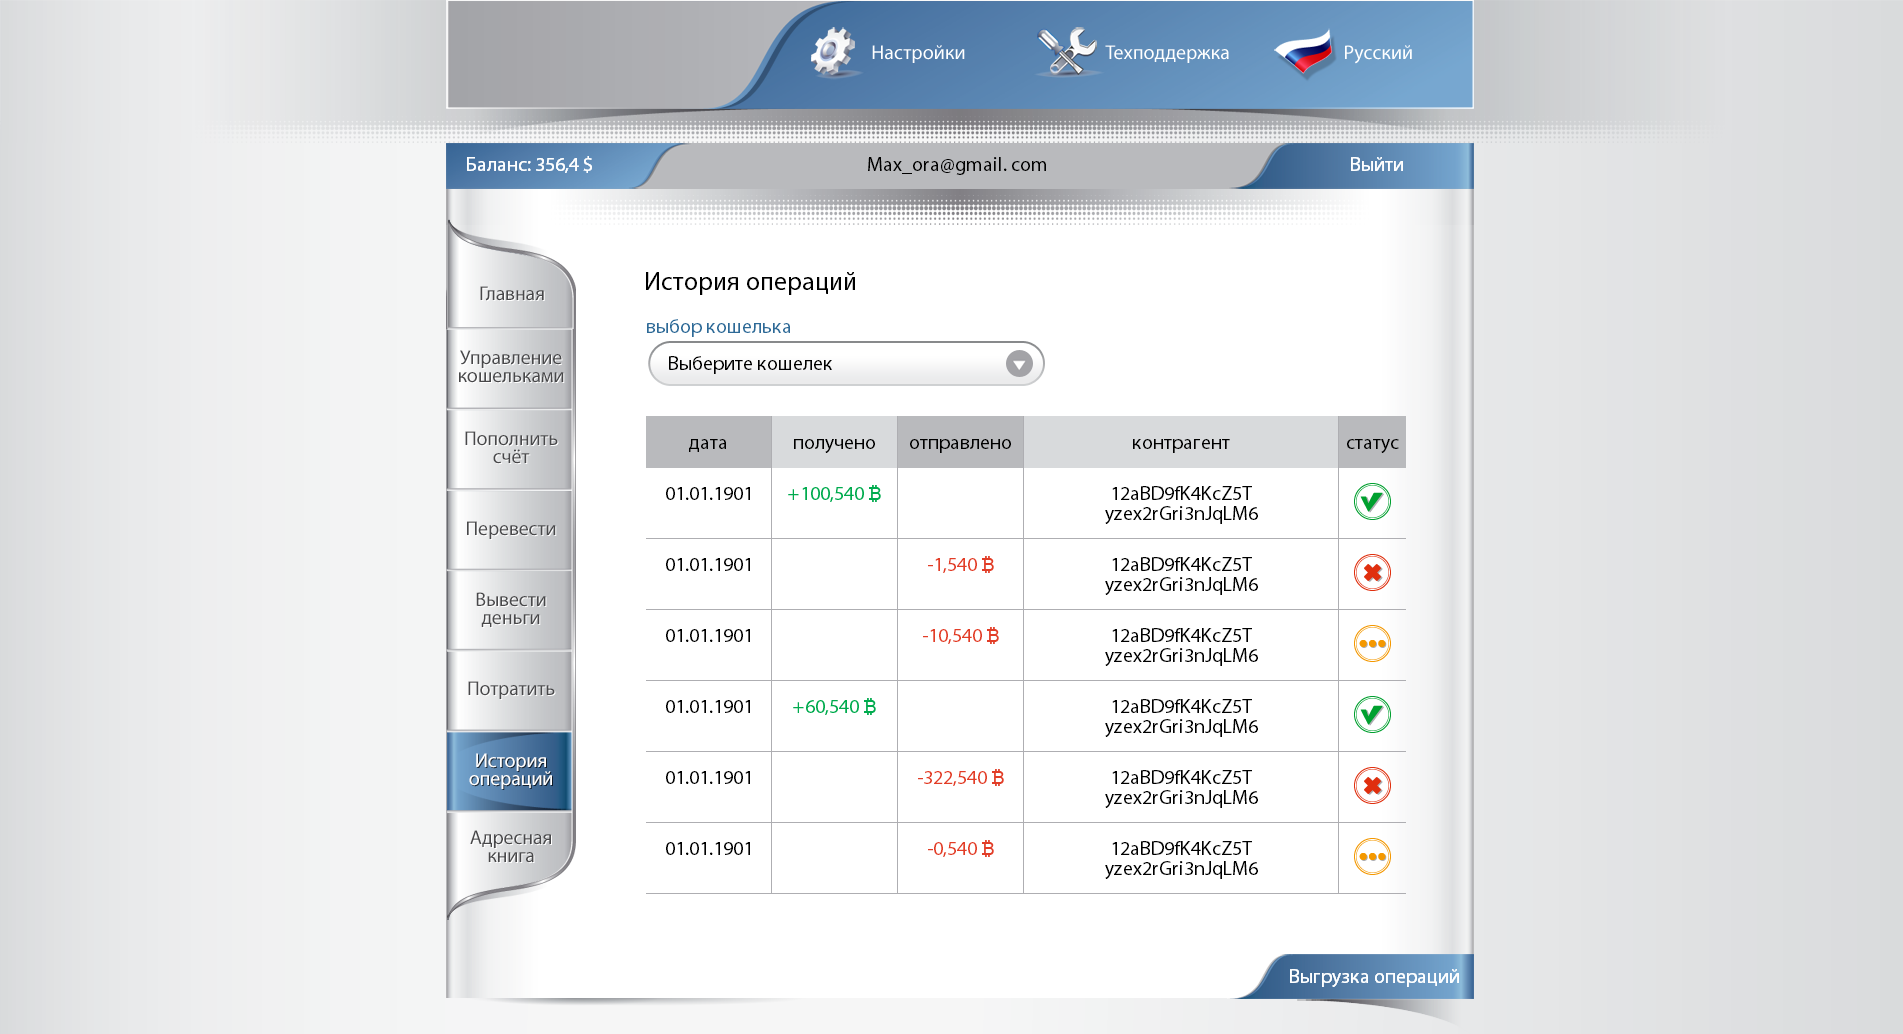 Настройки
Техподдержка
Русский
Баланс: 356,4 $
Max_ora@gmail. com
Выйти
Главная
Управление
кошельками
Пополнить
счёт
Перевести
Вывести
деньги
Потратить
История
операций
Адресная
книга
История операций
выбор кошелька
Выберите кошелек
дата получено отправлено контрагент статус
01.01.1901 +100,540 ₿ 12aBD9fK4KcZ5T
yzex2rGri3nJqLM6
01.01.1901 -1,540 ₿ 12aBD9fK4KcZ5T
yzex2rGri3nJqLM6
01.01.1901 -10,540 ₿ 12aBD9fK4KcZ5T
yzex2rGri3nJqLM6
01.01.1901 +60,540 ₿ 12aBD9fK4KcZ5T
yzex2rGri3nJqLM6
01.01.1901 -322,540 ₿ 12aBD9fK4KcZ5T
yzex2rGri3nJqLM6
01.01.1901 -0,540 ₿ 12aBD9fK4KcZ5T
yzex2rGri3nJqLM6
Выгрузка операций